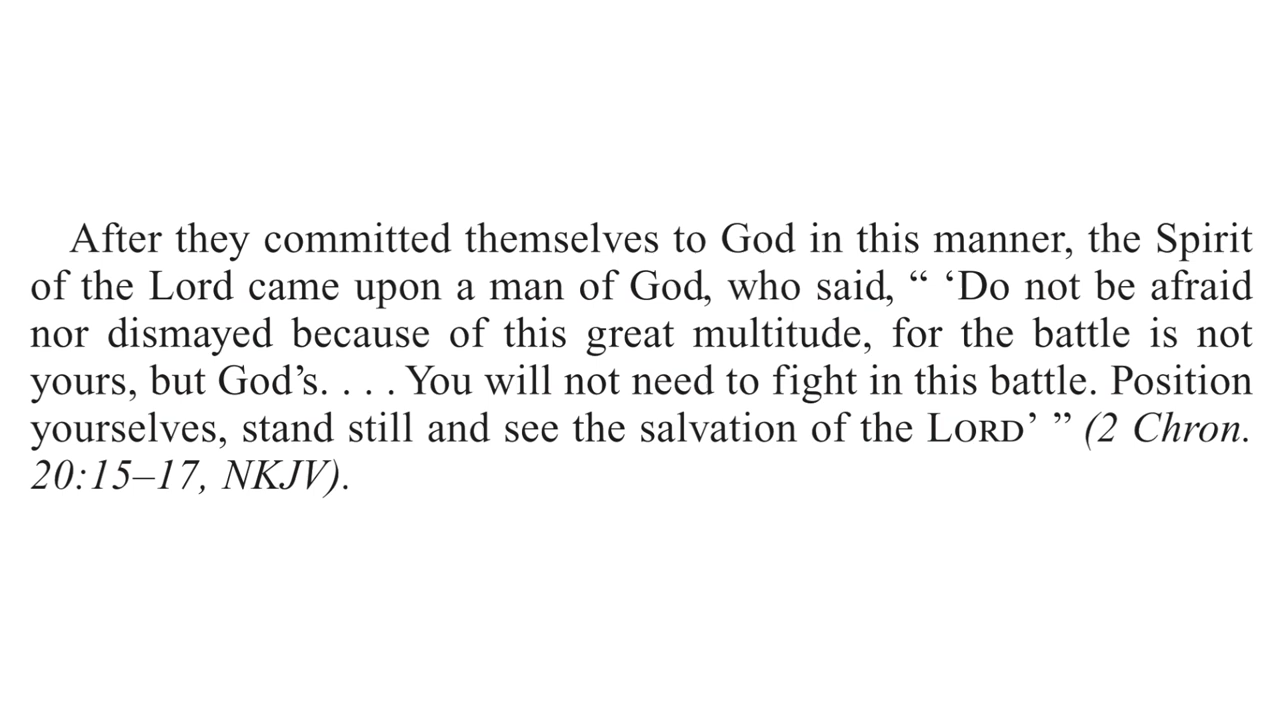 After they committed themselves to God in this manner, the Spirit
of the Lord came upon a man of God, who said, “ ‘Do not be afraid
nor dismayed because of this great multitude, for the battle is not
yours, but God’s. . . . You will not need to fight in this battle. Position
yourselves, stand still and see the salvation of the LORD’ ” (2 Chron.
20:15–17, NKJV).